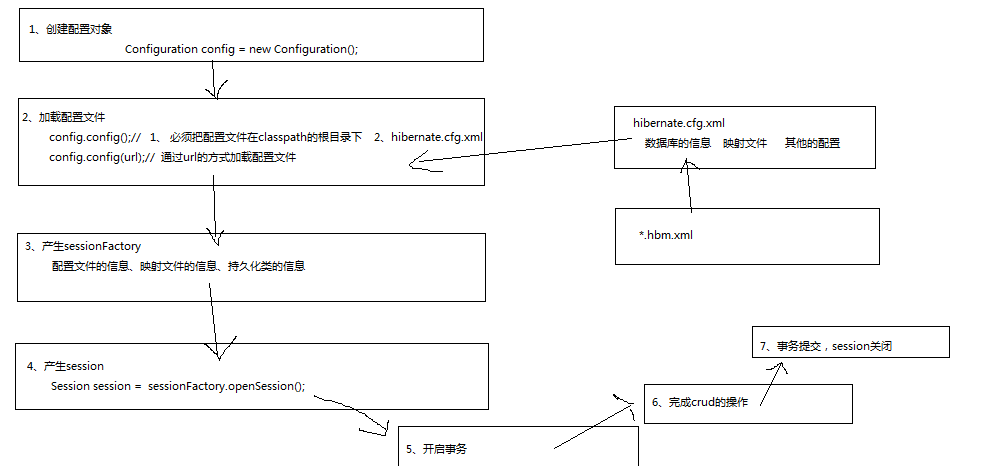 1、创建配置对象
Configuration config = new Configuration();
2、加载配置文件
config.config();// 1、 必须把配置文件在classpath的根目录下 2、hibernate.cfg.xml
config.config(url);// 通过url的方式加载配置文件
hibernate.cfg.xml
数据库的信息 映射文件 其他的配置
*.hbm.xml
3、产生sessionFactory
配置文件的信息、映射文件的信息、持久化类的信息
4、产生session
Session session = sessionFactory.openSession();
5、开启事务
6、完成crud的操作
7、事务提交，session关闭